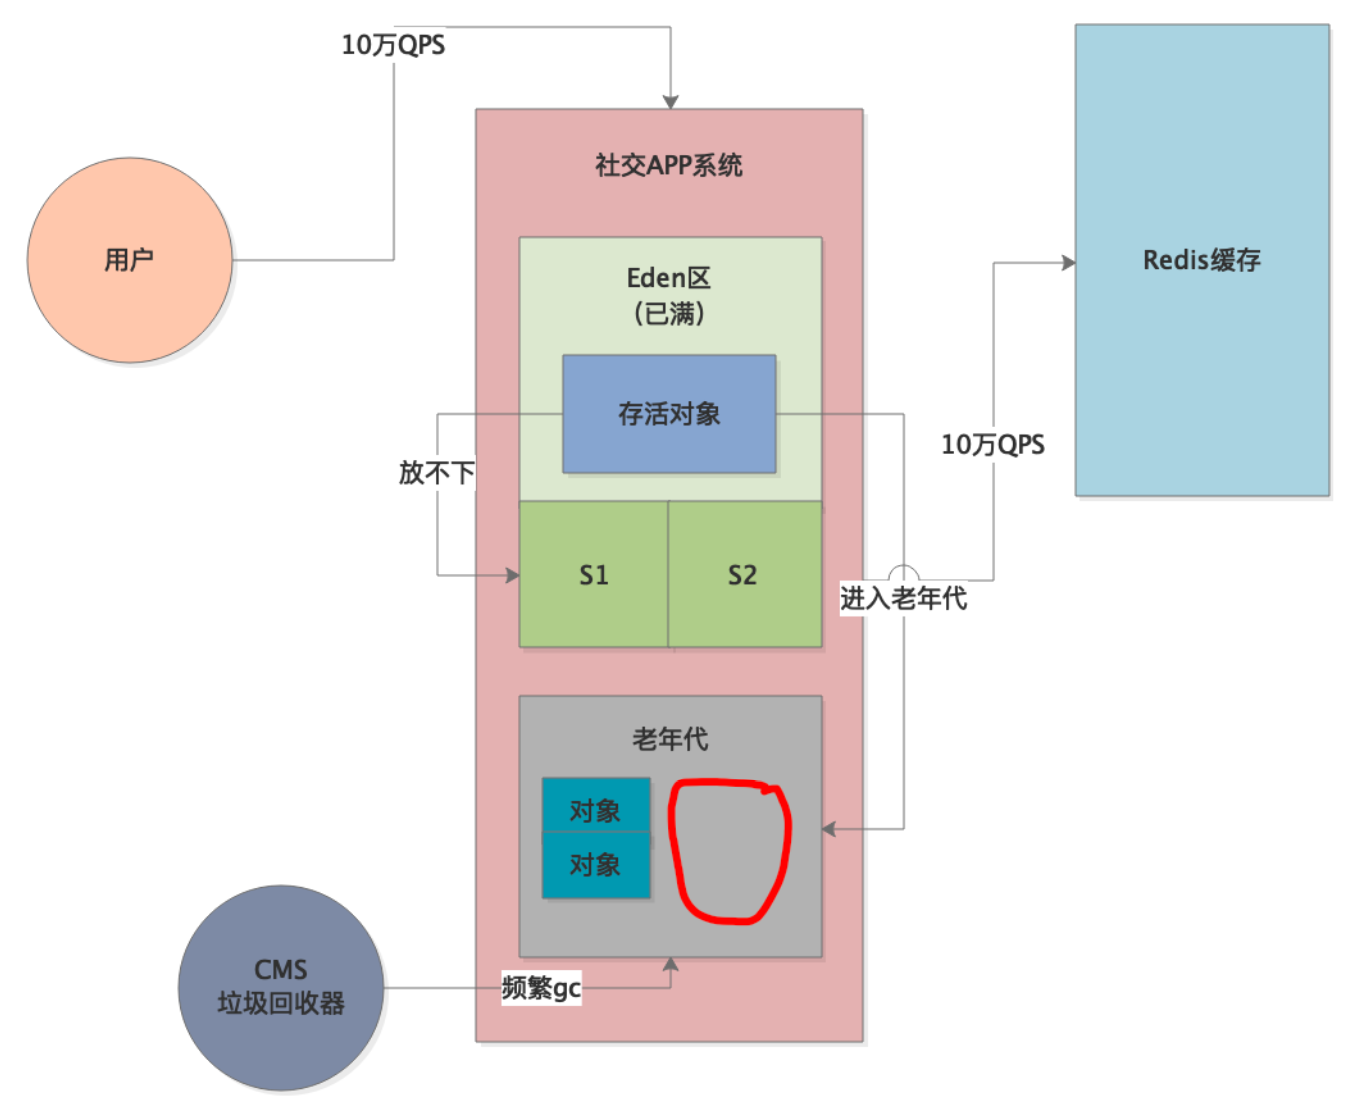 10万QPS
社交APP系统
用户
Eden区
（已满）
Redis缓存
存活对象
10万QPS
放不下
S1
S2
进入老年代
老年代
对象
对象
CMS
垃圾回收器
频繁gc